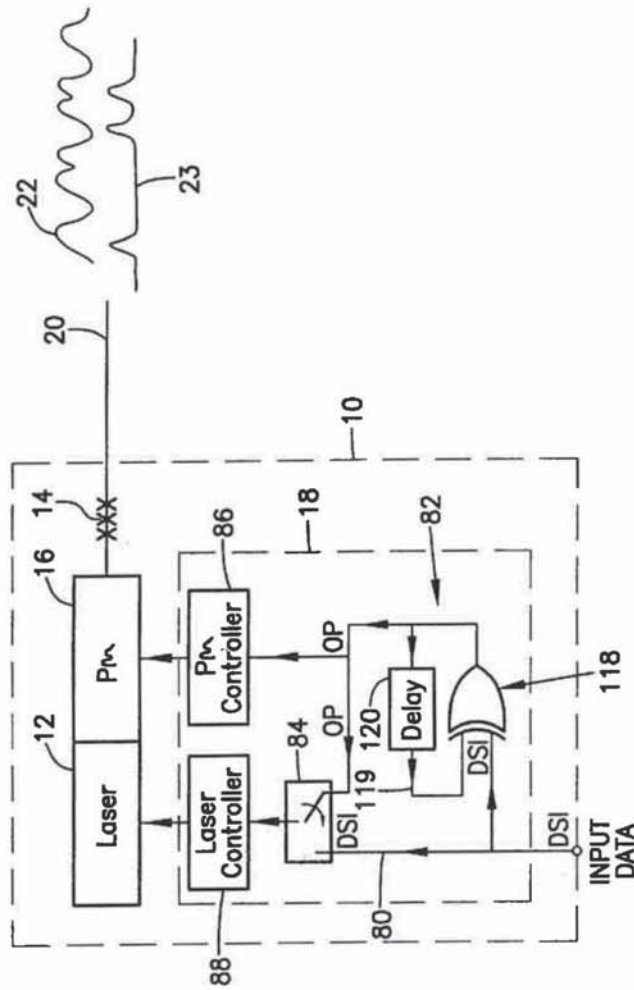 22
23
20
10
14
18
16
86
82
PM
PM
Controller
OP
OP
12
84
120
Delay
118
Laser
Laser
Controller
DSI
119
DSI
DSI
88
80
INPUT
DATA